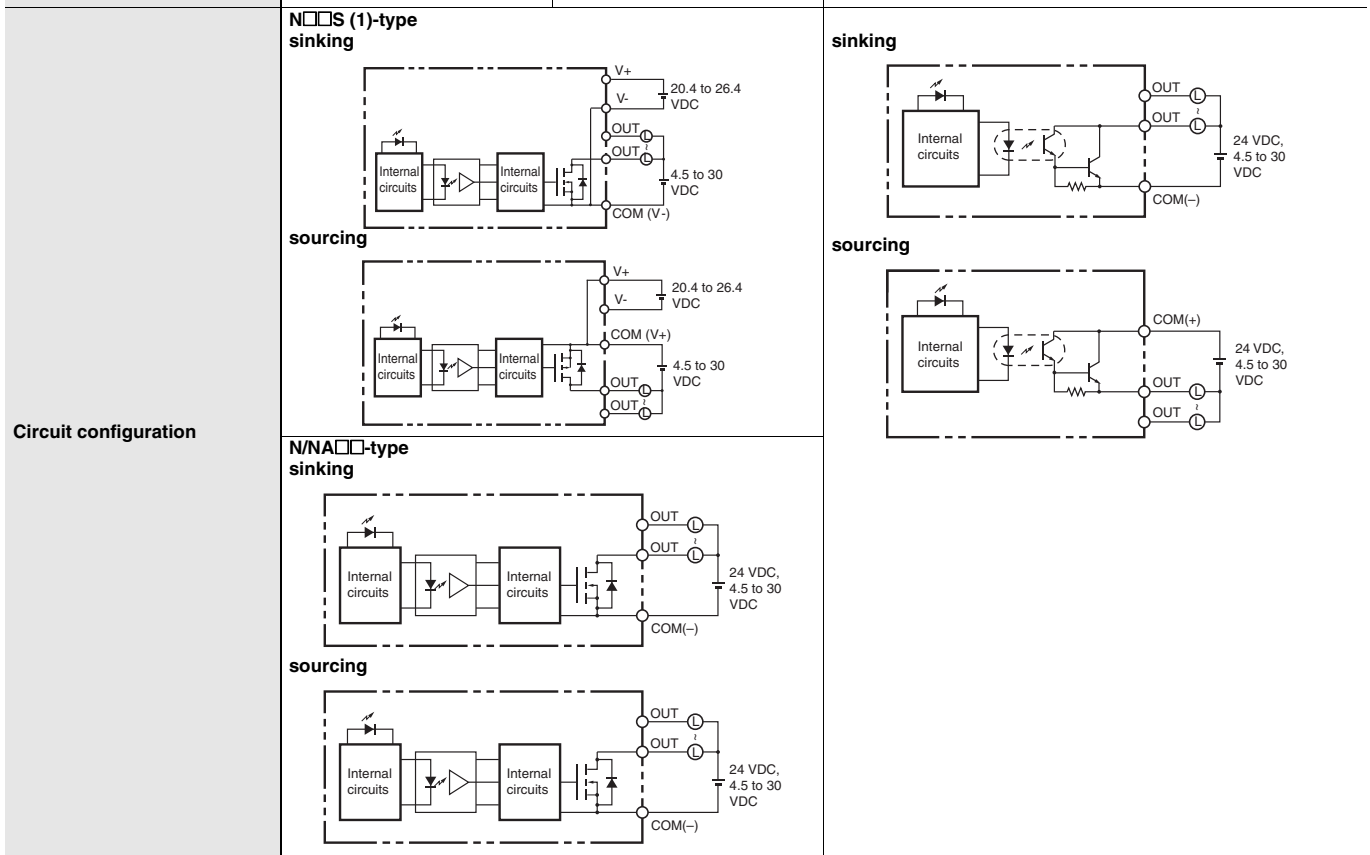 Circuit configuration
N□□S (1)-type
sinking
V+
20.4 to 26.4
VDC
V-
OUT
L
~
OUT
L
Internal
circuits
Internal
circuits
4.5 to 30
VDC
COM (V-)
sourcing
V+
20.4 to 26.4
VDC
V-
COM (V+)
Internal
circuits
Internal
circuits
4.5 to 30
VDC
OUT
L
~
OUT
L
N/NA□□-type
sinking
OUT
L
~
OUT
L
Internal
circuits
Internal
circuits
24 VDC,
4.5 to 30
VDC
COM(–)
sourcing
OUT
L
~
OUT
L
Internal
circuits
Internal
circuits
24 VDC,
4.5 to 30
VDC
COM(–)
sinking
OUT
L
~
OUT
L
Internal
circuits
24 VDC,
4.5 to 30
VDC
COM(–)
sourcing
COM(+)
Internal
circuits
24 VDC,
4.5 to 30
VDC
OUT
L
~
OUT
L